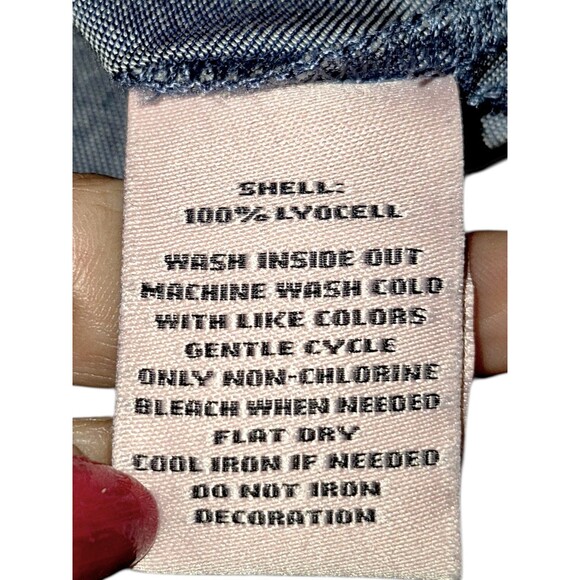 SHELL:
100% LYOCELL
WASH INSIDE OUT
MACHINE WASH COLD
WITH LIKE COLORS
GENTLE CYCLE
ONLY NON-CHLORINE
BLEACH WHEN NEEDED
FLAT DRY
COOL IRON IF NEEDED
DO NOT IRON
DECORATION